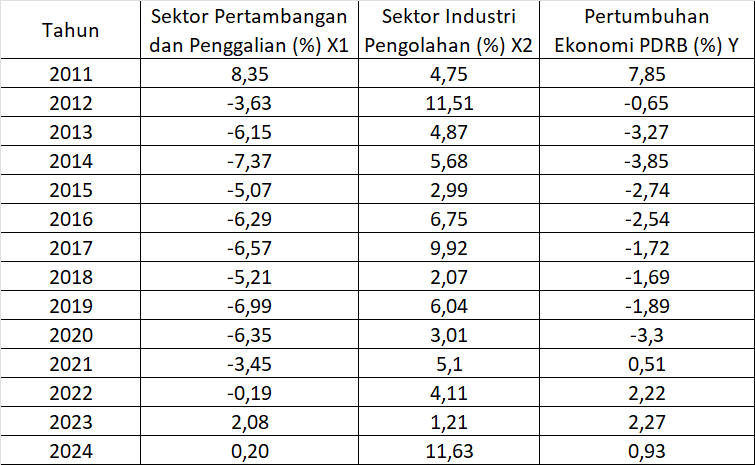 Tahun Sektor Pertambangan dan Penggalian (%) X1 Sektor Industri Pengolahan (%) X2 Pertumbuhan Ekonomi PDRB (%) Y
2011 8,35 4,75 7,85
2012 -3,63 11,51 -0,65
2013 -6,15 4,87 -3,27
2014 -7,37 5,68 -3,85
2015 -5,07 2,99 -2,74
2016 -6,29 6,75 -2,54
2017 -6,57 9,92 -1,72
2018 -5,21 2,07 -1,69
2019 -6,99 6,04 -1,89
2020 -6,35 3,01 -3,3
2021 -3,45 5,1 0,51
2022 -0,19 4,11 2,22
2023 2,08 1,21 2,27
2024 0,20 11,63 0,93